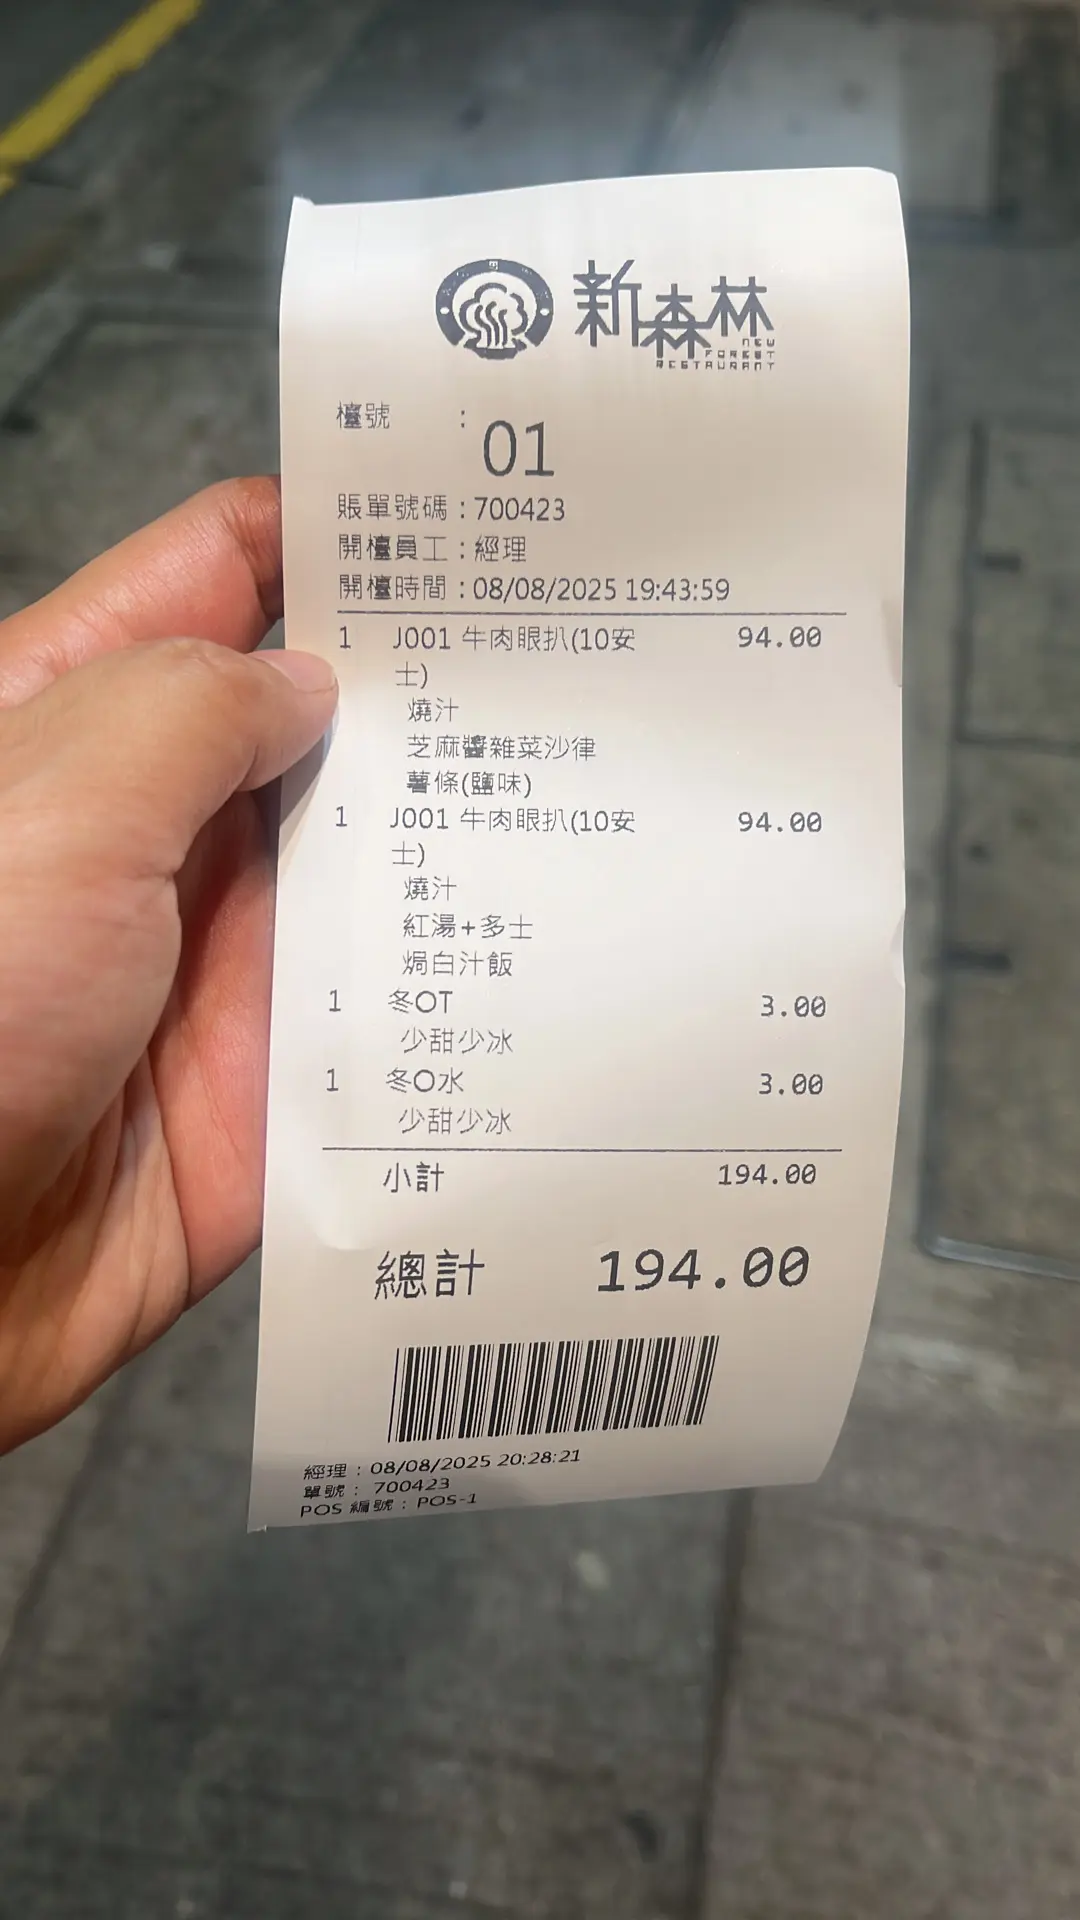 新森林
NEW
FOREST
RESTAURANT
檯號 :
01
賬單號碼 : 700423
開檯員工 : 經理
開檯時間 : 08/08/2025 19:43:59
1 J001 牛肉眼扒(10安 94.00
士)
燒汁
芝麻醬雜菜沙律
薯條(鹽味)
1 J001 牛肉眼扒(10安 94.00
士)
燒汁
紅湯+多士
焗白汁飯
1 冬OT 3.00
少甜少冰
1 冬O水 3.00
少甜少冰
小計 194.00
總計 194.00
經理 : 08/08/2025 20:28:21
單號 : 700423
POS 編號 : POS-1